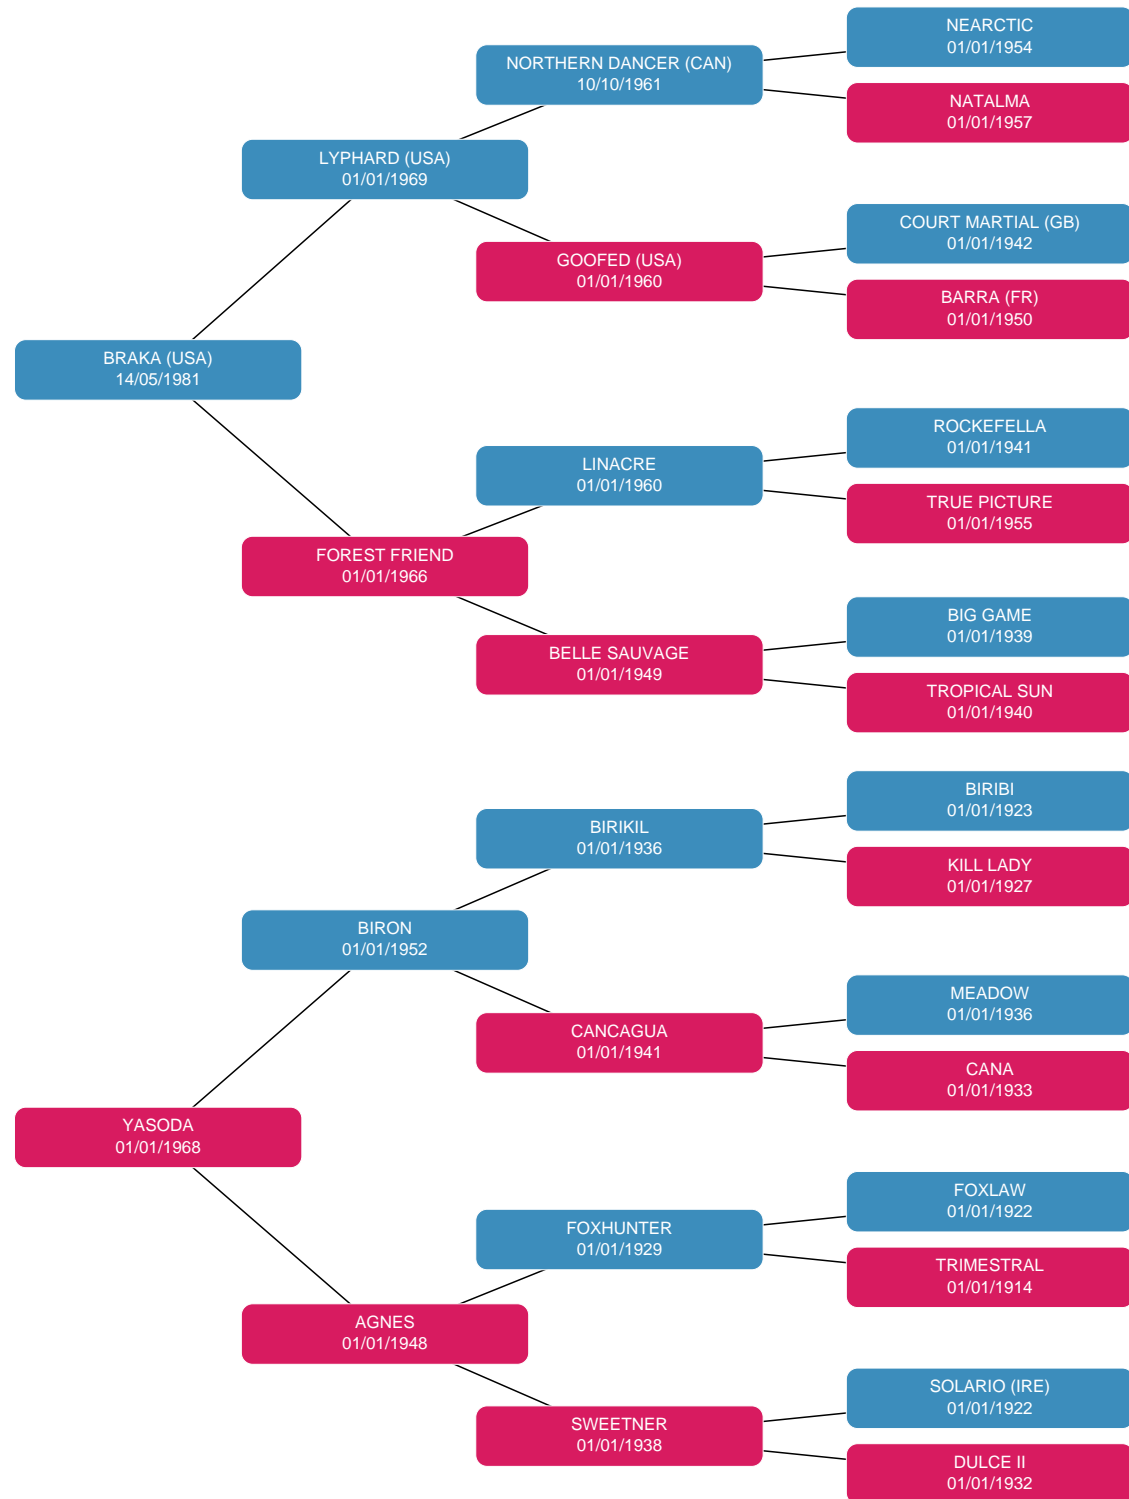 NEARCTIC
01/01/1954
NORTHERN DANCER (CAN)
10/10/1961
NATALMA
01/01/1957
LYPHARD (USA)
01/01/1969
COURT MARTIAL (GB)
01/01/1942
GOOFED (USA)
01/01/1960
BARRA (FR)
01/01/1950
BRAKA (USA)
14/05/1981
ROCKEFELLA
01/01/1941
LINACRE
01/01/1960
TRUE PICTURE
01/01/1955
FOREST FRIEND
01/01/1966
BIG GAME
01/01/1939
BELLE SAUVAGE
01/01/1949
TROPICAL SUN
01/01/1940
BIRIBI
01/01/1923
BIRIKIL
01/01/1936
KILL LADY
01/01/1927
BIRON
01/01/1952
MEADOW
01/01/1936
CANCAGUA
01/01/1941
CANA
01/01/1933
YASODA
01/01/1968
FOXLAW
01/01/1922
FOXHUNTER
01/01/1929
TRIMESTRAL
01/01/1914
AGNES
01/01/1948
SOLARIO (IRE)
01/01/1922
SWEETNER
01/01/1938
DULCE II
01/01/1932